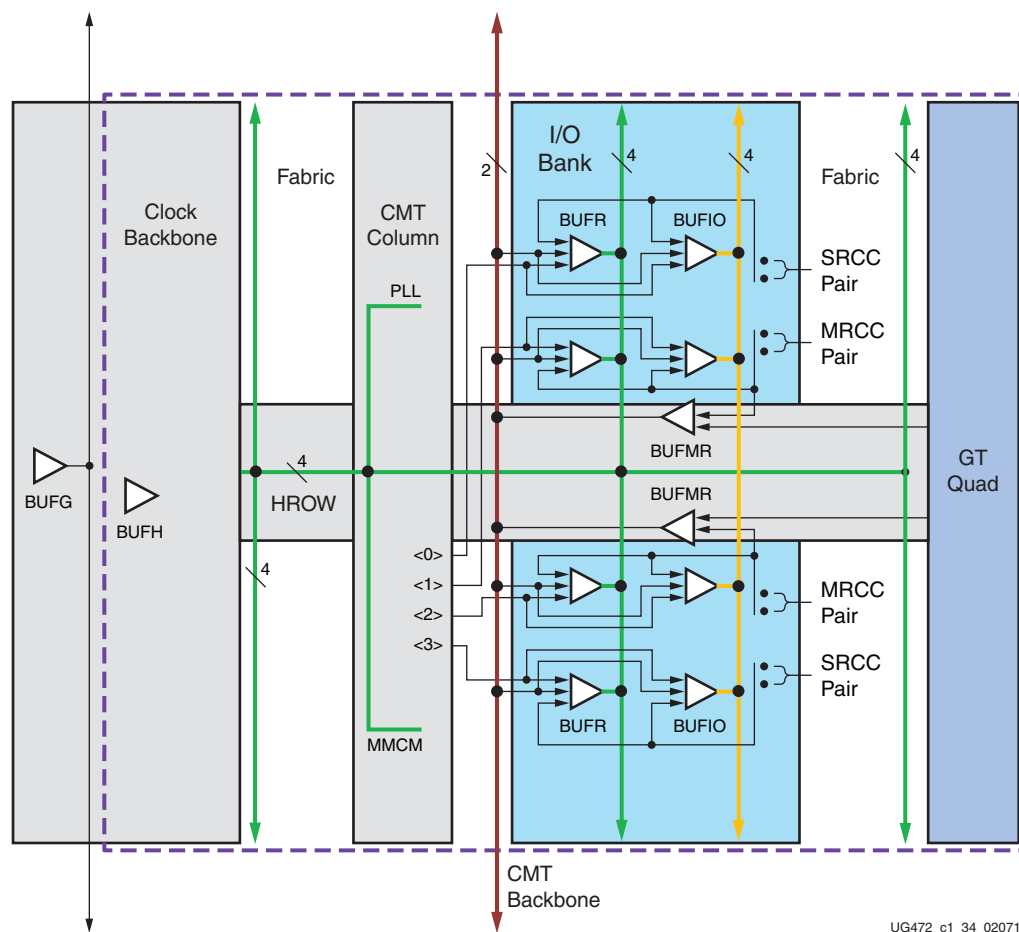 I/O
Bank
2
4
4
4
Fabric
Fabric
Clock
Backbone
CMT
Column
BUFR
BUFIO
SRCC
Pair
PLL
MRCC
Pair
BUFMR
BUFG
BUFH
4
HROW
BUFMR
GT
Quad
<0>
<1>
<2>
<3>
4
MRCC
Pair
SRCC
Pair
BUFR
BUFIO
MMCM
CMT
Backbone
UG472_c1_34_02071